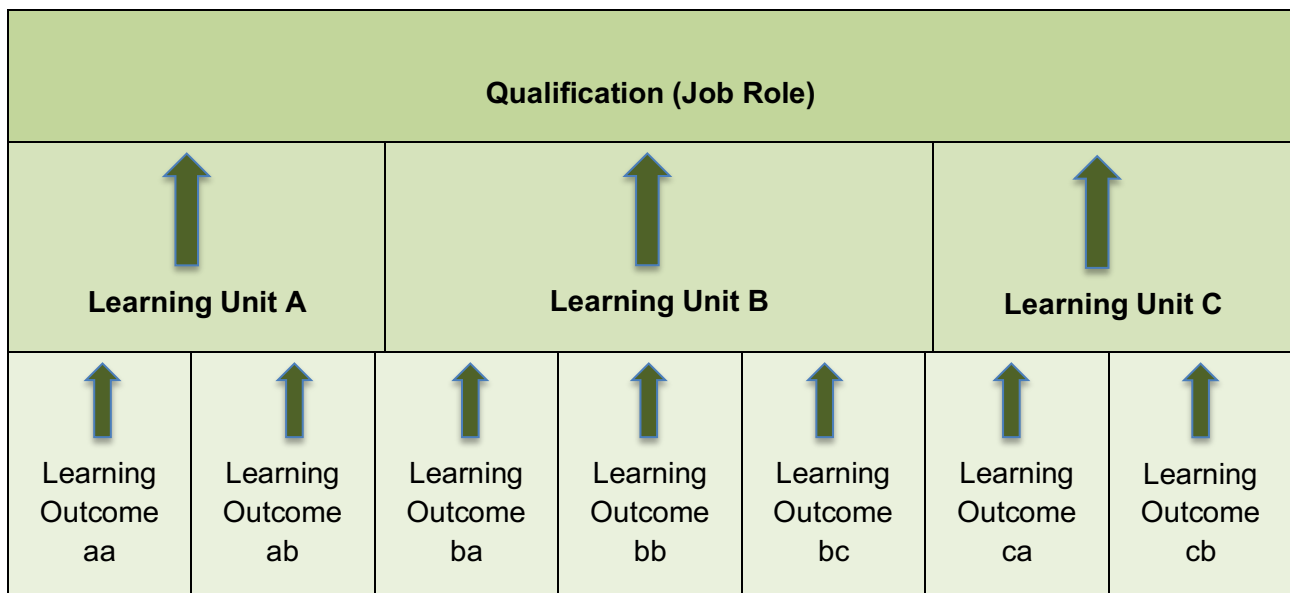 Qualification (Job Role)
Learning Unit A
Learning Unit B
Learning Unit C
Learning
Outcome
aa
Learning
Outcome
ab
Learning
Outcome
ba
Learning
Outcome
bb
Learning
Outcome
bc
Learning
Outcome
ca
Learning
Outcome
cb